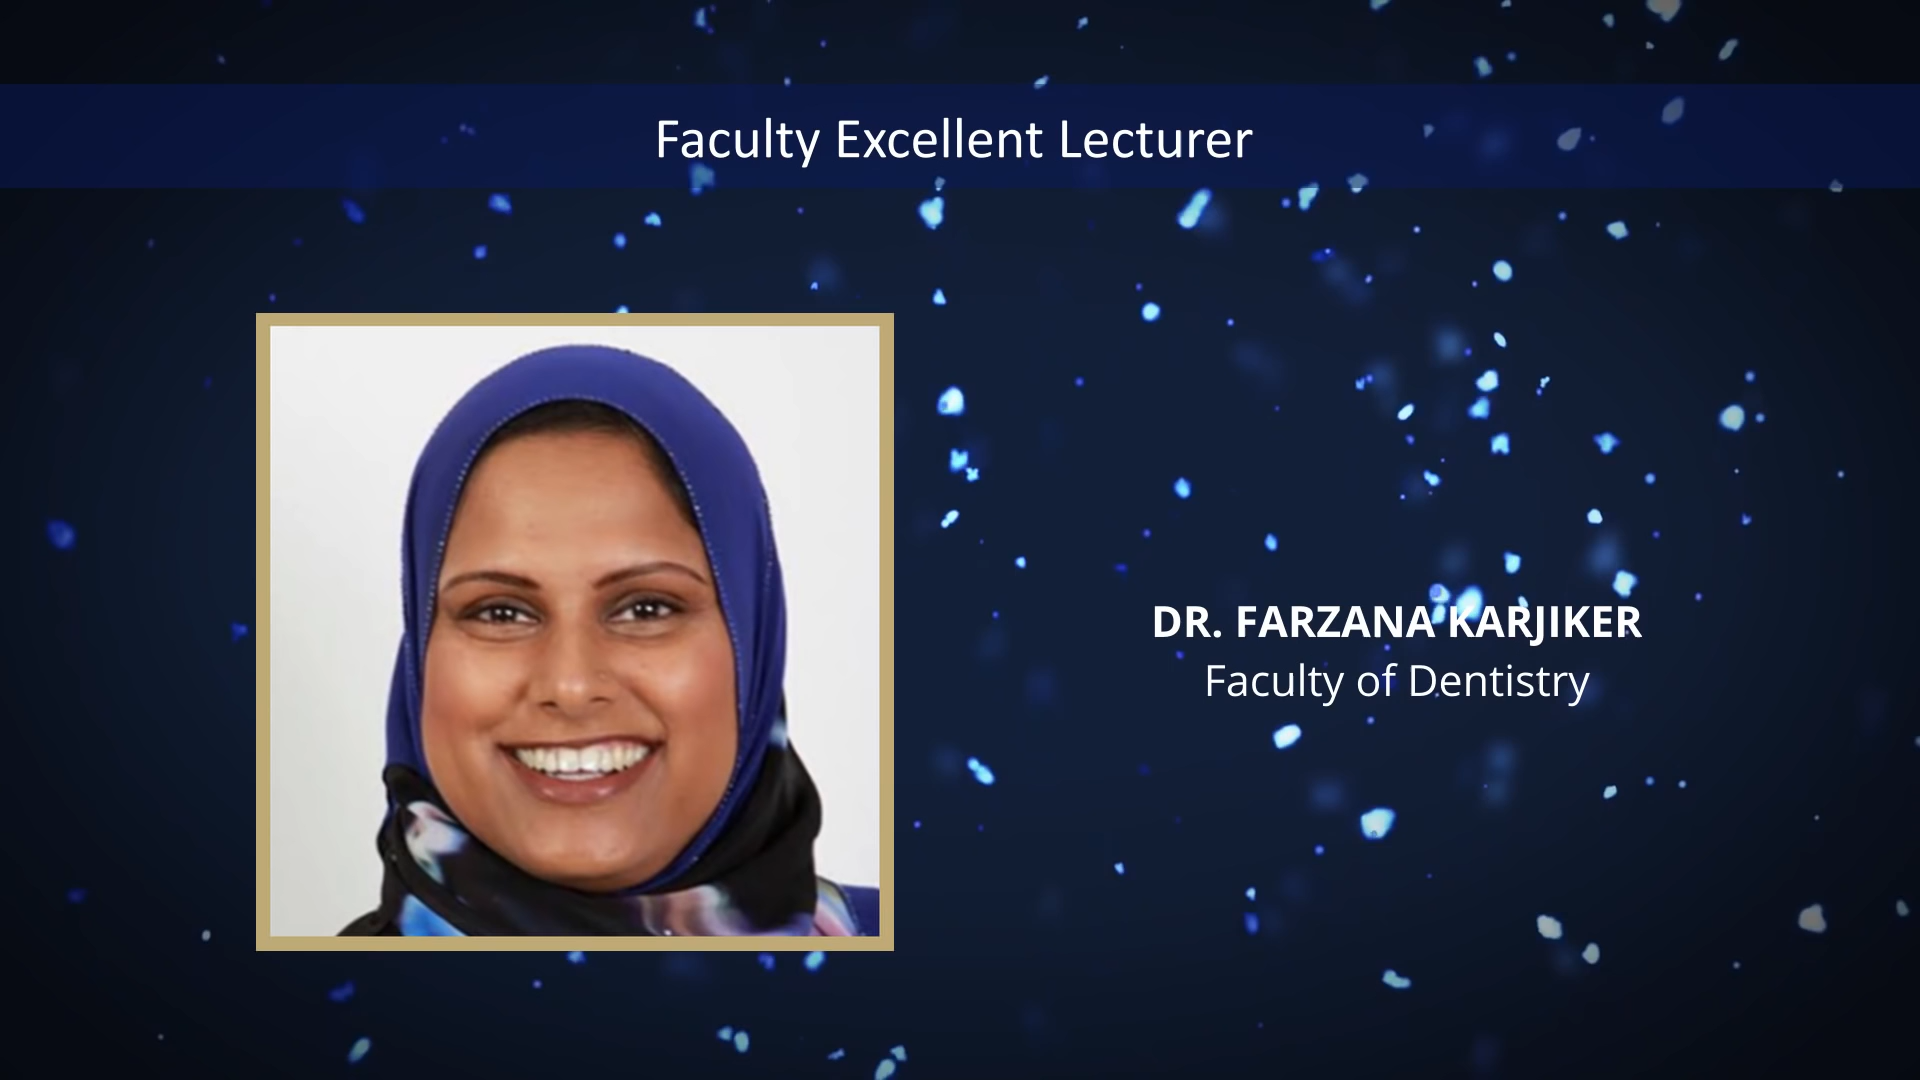 Faculty Excellent Lecturer
DR. FARZANA KARJIKER
Faculty of Dentistry